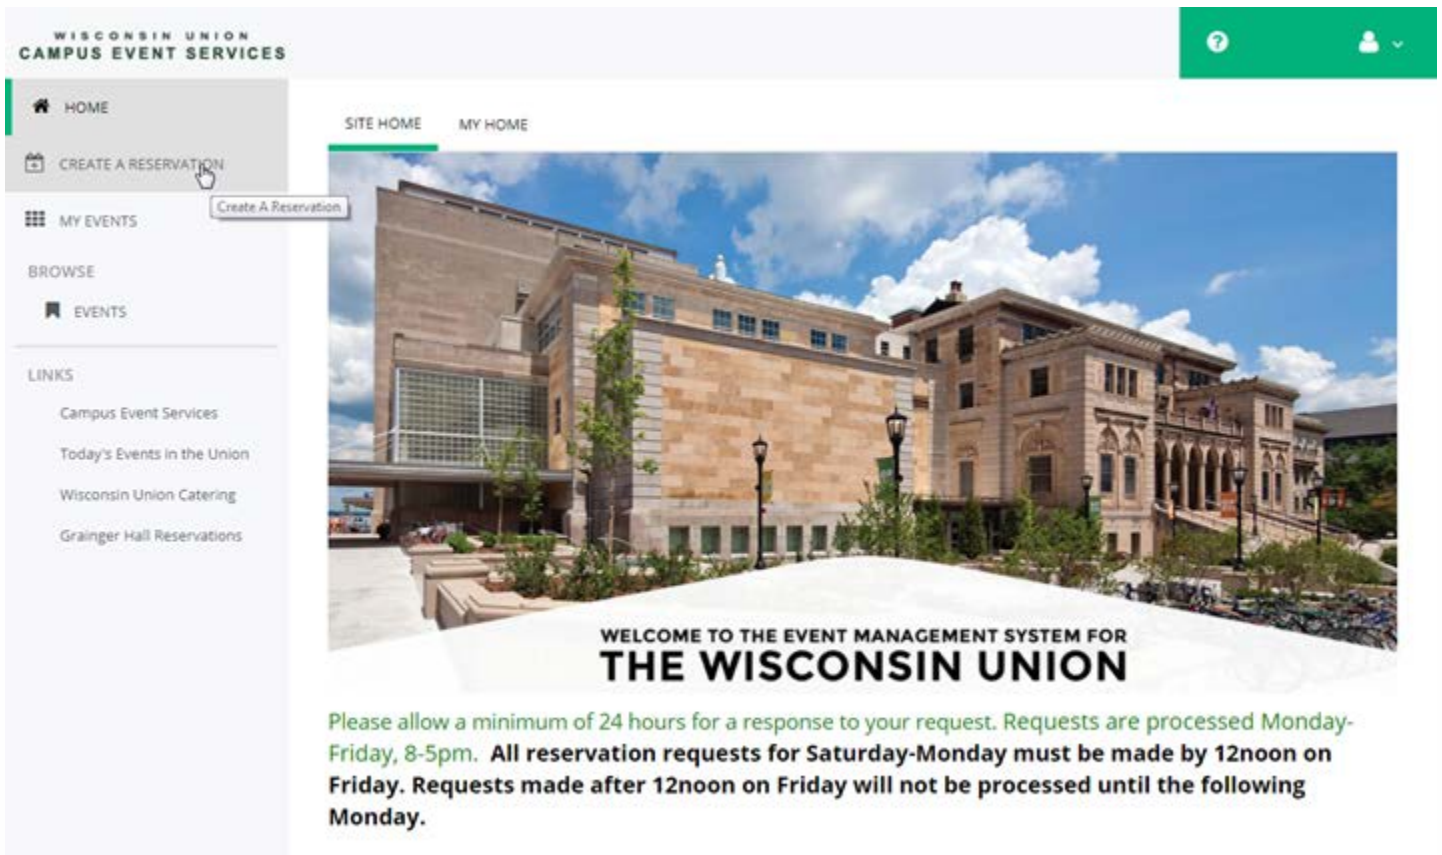 WISCONSIN UNION
CAMPUS EVENT SERVICES
HOME
CREATE A RESERVATION
Create A Reservation
MY EVENTS
BROWSE
EVENTS
LINKS
Campus Event Services
Today's Events in the Union
Wisconsin Union Catering
Grainger Hall Reservations
SITE HOME MY HOME
WELCOME TO THE EVENT MANAGEMENT SYSTEM FOR
THE WISCONSIN UNION
Please allow a minimum of 24 hours for a response to your request. Requests are processed Monday-
Friday, 8-5pm. All reservation requests for Saturday-Monday must be made by 12noon on
Friday. Requests made after 12noon on Friday will not be processed until the following
Monday.